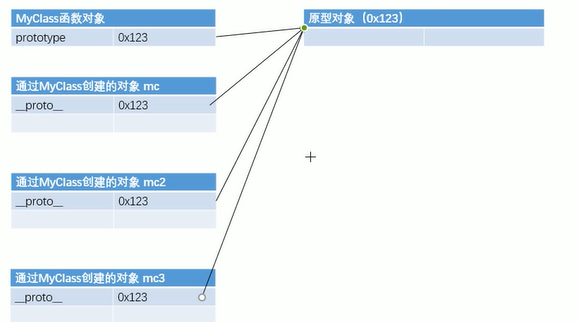 MyClass函数对象
prototype 0x123
原型对象（0x123）
通过MyClass创建的对象 mc
__proto__ 0x123
通过MyClass创建的对象 mc2
__proto__ 0x123
通过MyClass创建的对象 mc3
__proto__ 0x123